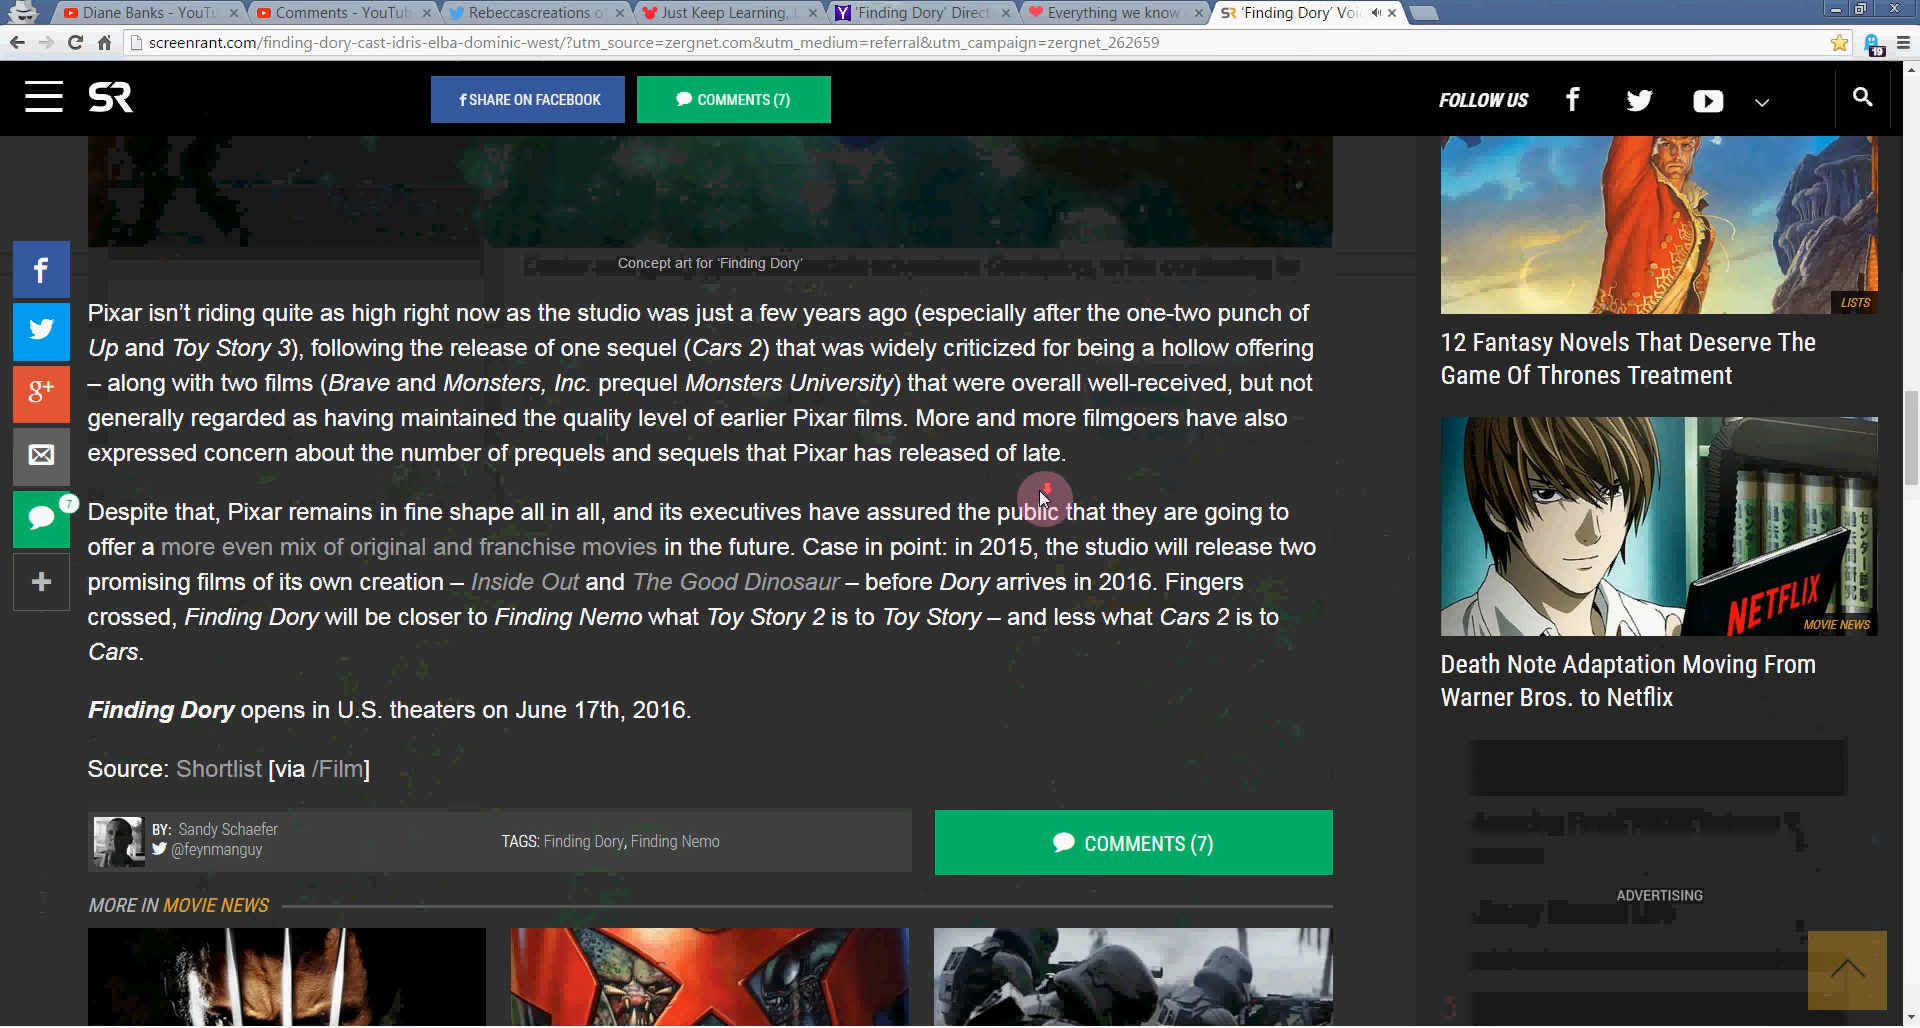 Diane Banks - YouTu
Comments - YouTub
Rebeccascreations o
Just Keep Learning,
'Finding Dory' Direct
Everything we know
SR 'Finding Dory' Voi
screenrant.com/finding-dory-cast-idris-elba-dominic-west/?utm_source=zergnet.com&utm_medium=referral&utm_campaign=zergnet_262659
19
SR
f SHARE ON FACEBOOK
COMMENTS (7)
FOLLOW US
Concept art for ‘Finding Dory’
Pixar isn’t riding quite as high right now as the studio was just a few years ago (especially after the one-two punch of
Up and Toy Story 3), following the release of one sequel (Cars 2) that was widely criticized for being a hollow offering
– along with two films (Brave and Monsters, Inc. prequel Monsters University) that were overall well-received, but not
generally regarded as having maintained the quality level of earlier Pixar films. More and more filmgoers have also
expressed concern about the number of prequels and sequels that Pixar has released of late.
7
Despite that, Pixar remains in fine shape all in all, and its executives have assured the public that they are going to
offer a more even mix of original and franchise movies in the future. Case in point: in 2015, the studio will release two
promising films of its own creation – Inside Out and The Good Dinosaur – before Dory arrives in 2016. Fingers
crossed, Finding Dory will be closer to Finding Nemo what Toy Story 2 is to Toy Story – and less what Cars 2 is to
Cars.
Finding Dory opens in U.S. theaters on June 17th, 2016.
Source: Shortlist [via /Film]
BY: Sandy Schaefer
@feynmanguy
TAGS: Finding Dory, Finding Nemo
COMMENTS (7)
MORE IN MOVIE NEWS
LISTS
12 Fantasy Novels That Deserve The
Game Of Thrones Treatment
NETFLIX
MOVIE NEWS
Death Note Adaptation Moving From
Warner Bros. to Netflix
ADVERTISING